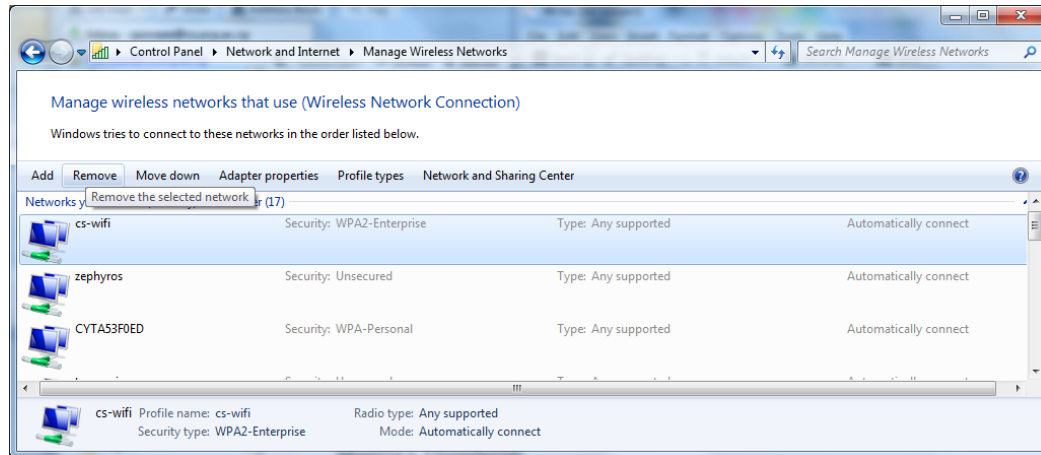 Control Panel ▸ Network and Internet ▸ Manage Wireless Networks
Search Manage Wireless Networks
Manage wireless networks that use (Wireless Network Connection)
Windows tries to connect to these networks in the order listed below.
Add Remove Move down Adapter properties Profile types Network and Sharing Center
Remove the selected network
Networks (17)
cs-wifi Security: WPA2-Enterprise Type: Any supported Automatically connect
zephyros Security: Unsecured Type: Any supported Automatically connect
CYTA53F0ED Security: WPA-Personal Type: Any supported Automatically connect
cs-wifi Profile name: cs-wifi Radio type: Any supported
Security type: WPA2-Enterprise Mode: Automatically connect